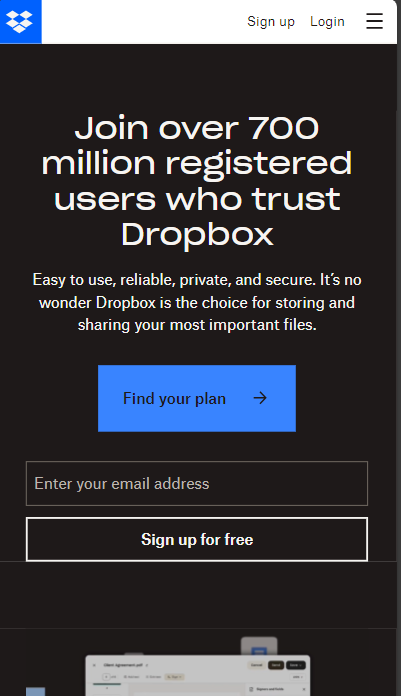 Sign up Login
Join over 700
million registered
users who trust
Dropbox
Easy to use, reliable, private, and secure. It’s no
wonder Dropbox is the choice for storing and
sharing your most important files.
Find your plan
Enter your email address
Sign up for free
Client Agreement.pdf